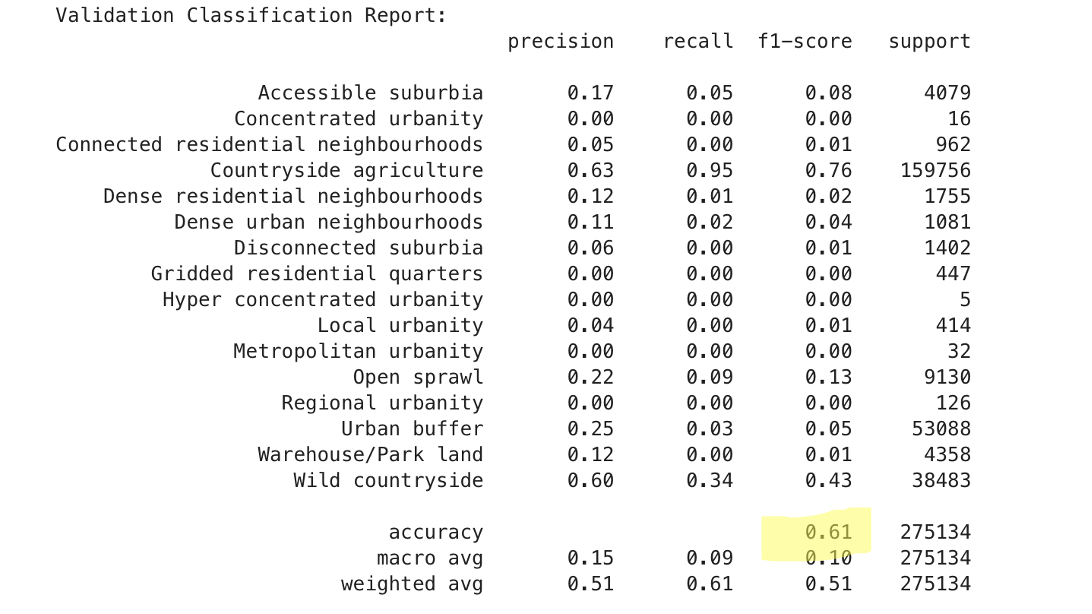 Validation Classification Report:
precision recall f1-score support
Accessible suburbia 0.17 0.05 0.08 4079
Concentrated urbanity 0.00 0.00 0.00 16
Connected residential neighbourhoods 0.05 0.00 0.01 962
Countryside agriculture 0.63 0.95 0.76 159756
Dense residential neighbourhoods 0.12 0.01 0.02 1755
Dense urban neighbourhoods 0.11 0.02 0.04 1081
Disconnected suburbia 0.06 0.00 0.01 1402
Gridded residential quarters 0.00 0.00 0.00 447
Hyper concentrated urbanity 0.00 0.00 0.00 5
Local urbanity 0.04 0.00 0.01 414
Metropolitan urbanity 0.00 0.00 0.00 32
Open sprawl 0.22 0.09 0.13 9130
Regional urbanity 0.00 0.00 0.00 126
Urban buffer 0.25 0.03 0.05 53088
Warehouse/Park land 0.12 0.00 0.01 4358
Wild countryside 0.60 0.34 0.43 38483
accuracy 0.61 275134
macro avg 0.15 0.09 0.10 275134
weighted avg 0.51 0.61 0.51 275134